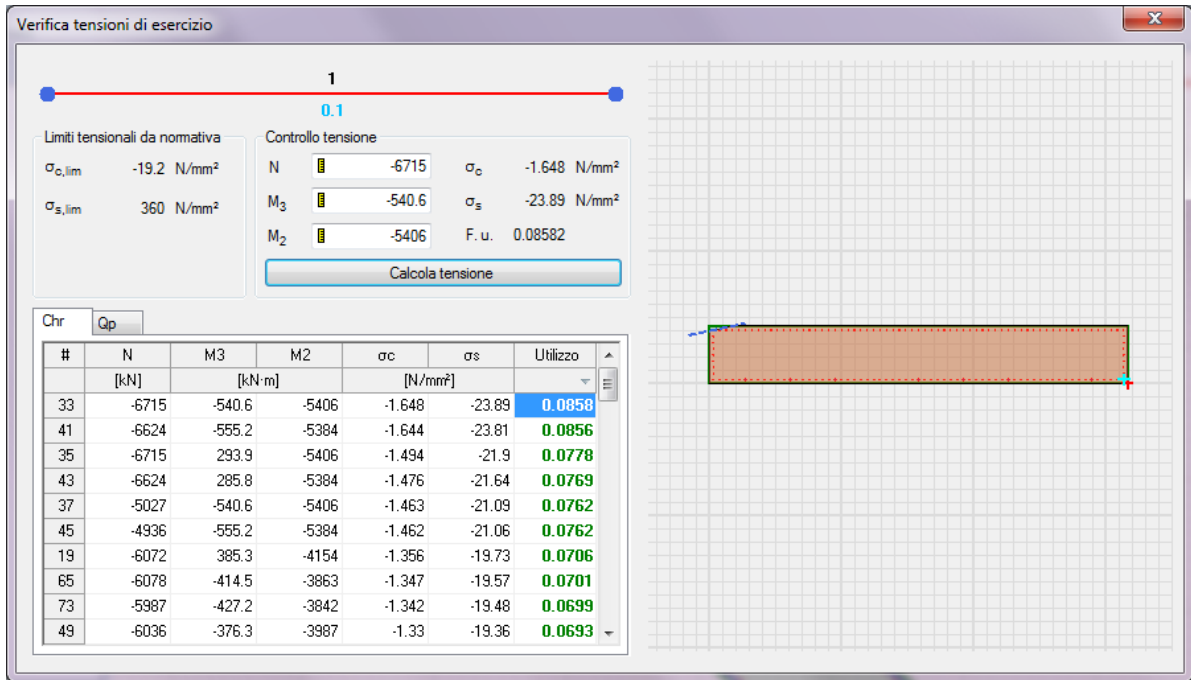 Verifica tensioni di esercizio
1
0.1
Limiti tensionali da normativa
σc,lim -19.2 N/mm²
σs,lim 360 N/mm²
Controllo tensione
N -6715 σc -1.648 N/mm²
M3 -540.6 σs -23.89 N/mm²
M2 -5406 F. u. 0.08582
Calcola tensione
Chr Qp
# N M3 M2 σc σs Utilizzo
[kN] [kN·m] [N/mm²]
33 -6715 -540.6 -5406 -1.648 -23.89 0.0858
41 -6624 -555.2 -5384 -1.644 -23.81 0.0856
35 -6715 293.9 -5406 -1.494 -21.9 0.0778
43 -6624 285.8 -5384 -1.476 -21.64 0.0769
37 -5027 -540.6 -5406 -1.463 -21.09 0.0762
45 -4936 -555.2 -5384 -1.462 -21.06 0.0762
19 -6072 385.3 -4154 -1.356 -19.73 0.0706
65 -6078 -414.5 -3863 -1.347 -19.57 0.0701
73 -5987 -427.2 -3842 -1.342 -19.48 0.0699
49 -6036 -376.3 -3987 -1.33 -19.36 0.0693